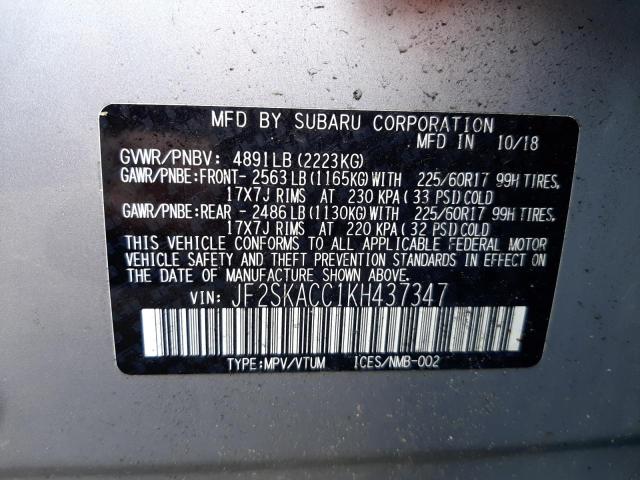 MFD BY SUBARU CORPORATION
MFD IN 10/18
GVWR/PNBV: 4891LB(2223KG)
GAWR/PNBE:FRONT- 2563LB(1165KG)WITH 225/60R17 99H TIRES,
17X7J RIMS AT 230 KPA(33 PSI)COLD
GAWR/PNBE:REAR - 2486LB(1130KG)WITH 225/60R17 99H TIRES,
17X7J RIMS AT 220 KPA(32 PSI)COLD
THIS VEHICLE CONFORMS TO ALL APPLICABLE FEDERAL MOTOR
VEHICLE SAFETY AND THEFT PREVENTION STANDARDS IN EFFECT
ON THE DATE OF MANUFACTURE SHOWN ABOVE.
VIN: JF2SKACC1KH437347
TYPE:MPV/VTUM ICES/NMB-002